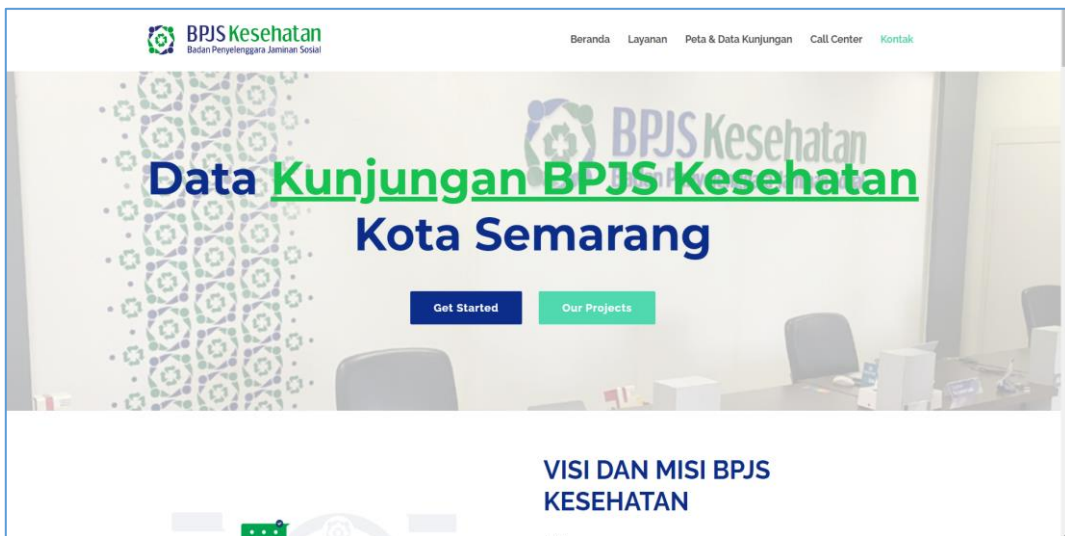 BPJS Kesehatan
Badan Penyelenggara Jaminan Sosial
Beranda Layanan Peta & Data Kunjungan Call Center Kontak
BPJS Kesehatan
Data Kunjungan BPJS Kesehatan
Kota Semarang
Get Started Our Projects
VISI DAN MISI BPJS
KESEHATAN